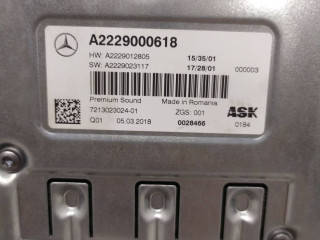 A2229000618
HW: A2229012805 15/35/01
SW: A2229023117 17/28/01 000003
Premium Sound Made in Romania
7213023024-01 ZGS: 001 ASK
Q01 05.03.2018 0028466 0184